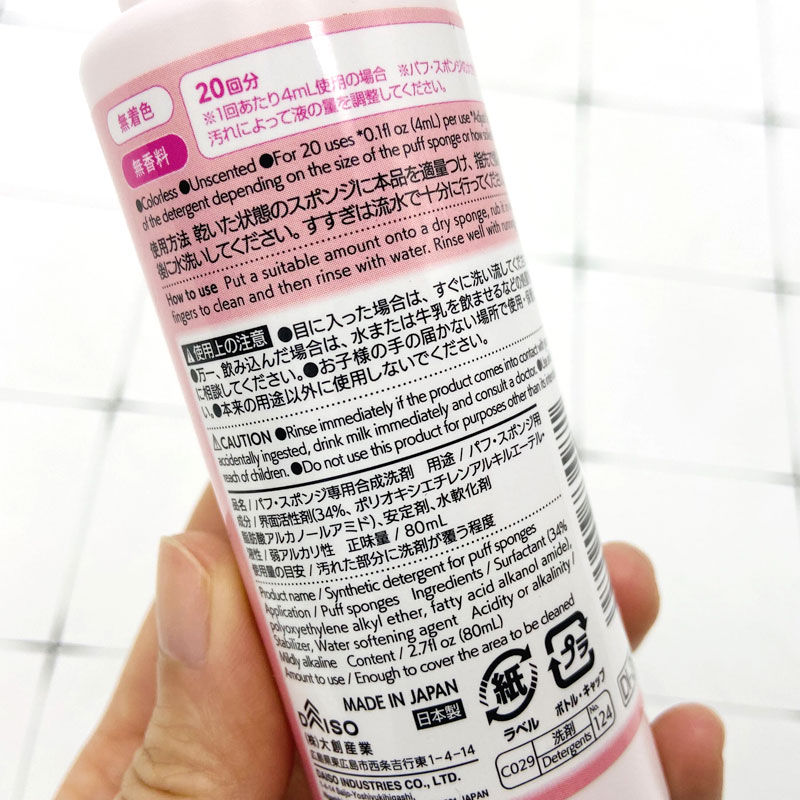 無着色
無香料
20回分
※1回あたり4mL使用の場合 ※パフ・スポンジの
汚れによって液の量を調整してください。
●Colorless ●Unscented ●For 20 uses *0.1fl oz (4mL) per use
of the detergent depending on the size of the puff sponge or how
使用方法 乾いた状態のスポンジに本品を適量つけ、指先で
後に水洗いしてください。すすぎは流水で十分に行ってくだ
How to use Put a suitable amount onto a dry sponge, rub it
fingers to clean and then rinse with water. Rinse well with
使用上の注意 ●目に入った場合は、すぐに洗い流してくだ
●万一、飲み込んだ場合は、水または牛乳を飲ませるなどの
に相談してください。●お子様の手の届かない場所で使用・
い。●本来の用途以外に使用しないでください。
CAUTION ●Rinse immediately if the product comes into contact with
accidentally ingested, drink milk immediately and consult a doctor.
reach of children. ●Do not use this product for purposes other than its
品名 / パフ・スポンジ専用合成洗剤 用途 / パフ・スポンジ用
成分 / 界面活性剤(34%、ポリオキシエチレンアルキルエーテル・
脂肪酸アルカノールアミド)、安定剤、水軟化剤
液性 / 弱アルカリ性 正味量 / 80mL
使用量の目安 / 汚れた部分に洗剤が覆う程度
Product name / Synthetic detergent for puff sponges
Application / Puff sponges Ingredients / Surfactant (34%
polyoxyethylene alkyl ether, fatty acid alkanol amide),
Stabilizer, Water softening agent Acidity or alkalinity /
Mildly alkaline Content / 2.7fl oz (80mL)
Amount to use / Enough to cover the area to be cleaned
MADE IN JAPAN
日本製
紙
ラベル
プラ
ボトル・キャップ
DAISO
(株)大創産業
広島県東広島市西条吉行東1-4-14
DAISO INDUSTRIES CO., LTD.
1-4-14 Saijo-Yoshiyukihigashi,
JAPAN
C029
洗剤
Detergents
No.
124